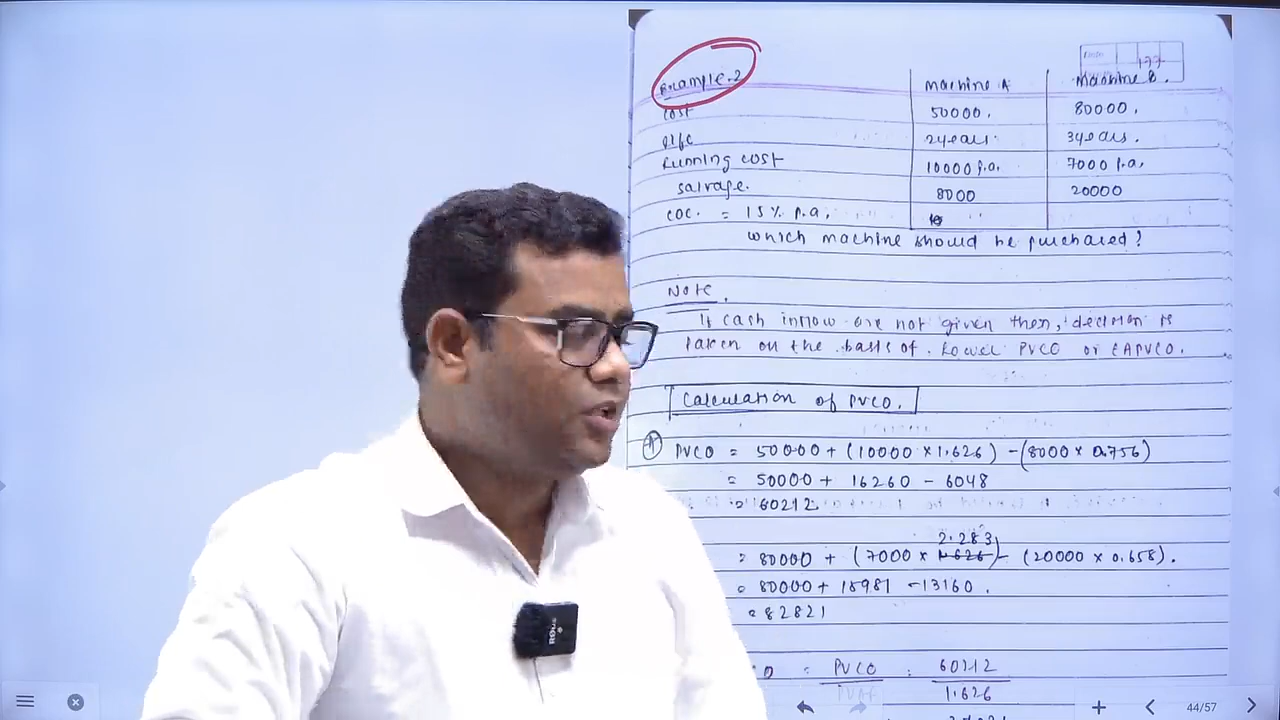 Example-2
Machine A
Machine B.
177
Cost
50000.
80000.
Life
2years.
3years.
Running cost
10000 P.a.
7000 P.a.
Salvage.
8000
20000
COC. = 15% P.a.
which machine should be purchased?
Note.
If cash inflow are not given then, decision is
taken on the basis of. Lower PVCO or EAPVCO.
Calculation of PVCO.
A PVCO = 50000 + (10000 × 1.626) - (8000 × 0.756)
= 50000 + 16260 - 6048
= 60212
2.283
= 80000 + (7000 × 1.626) - (20000 × 0.658).
= 80000 + 15981 - 13160.
= 82821
O = PVCO : 60212
PVAF 1.626
RØDE
44/57